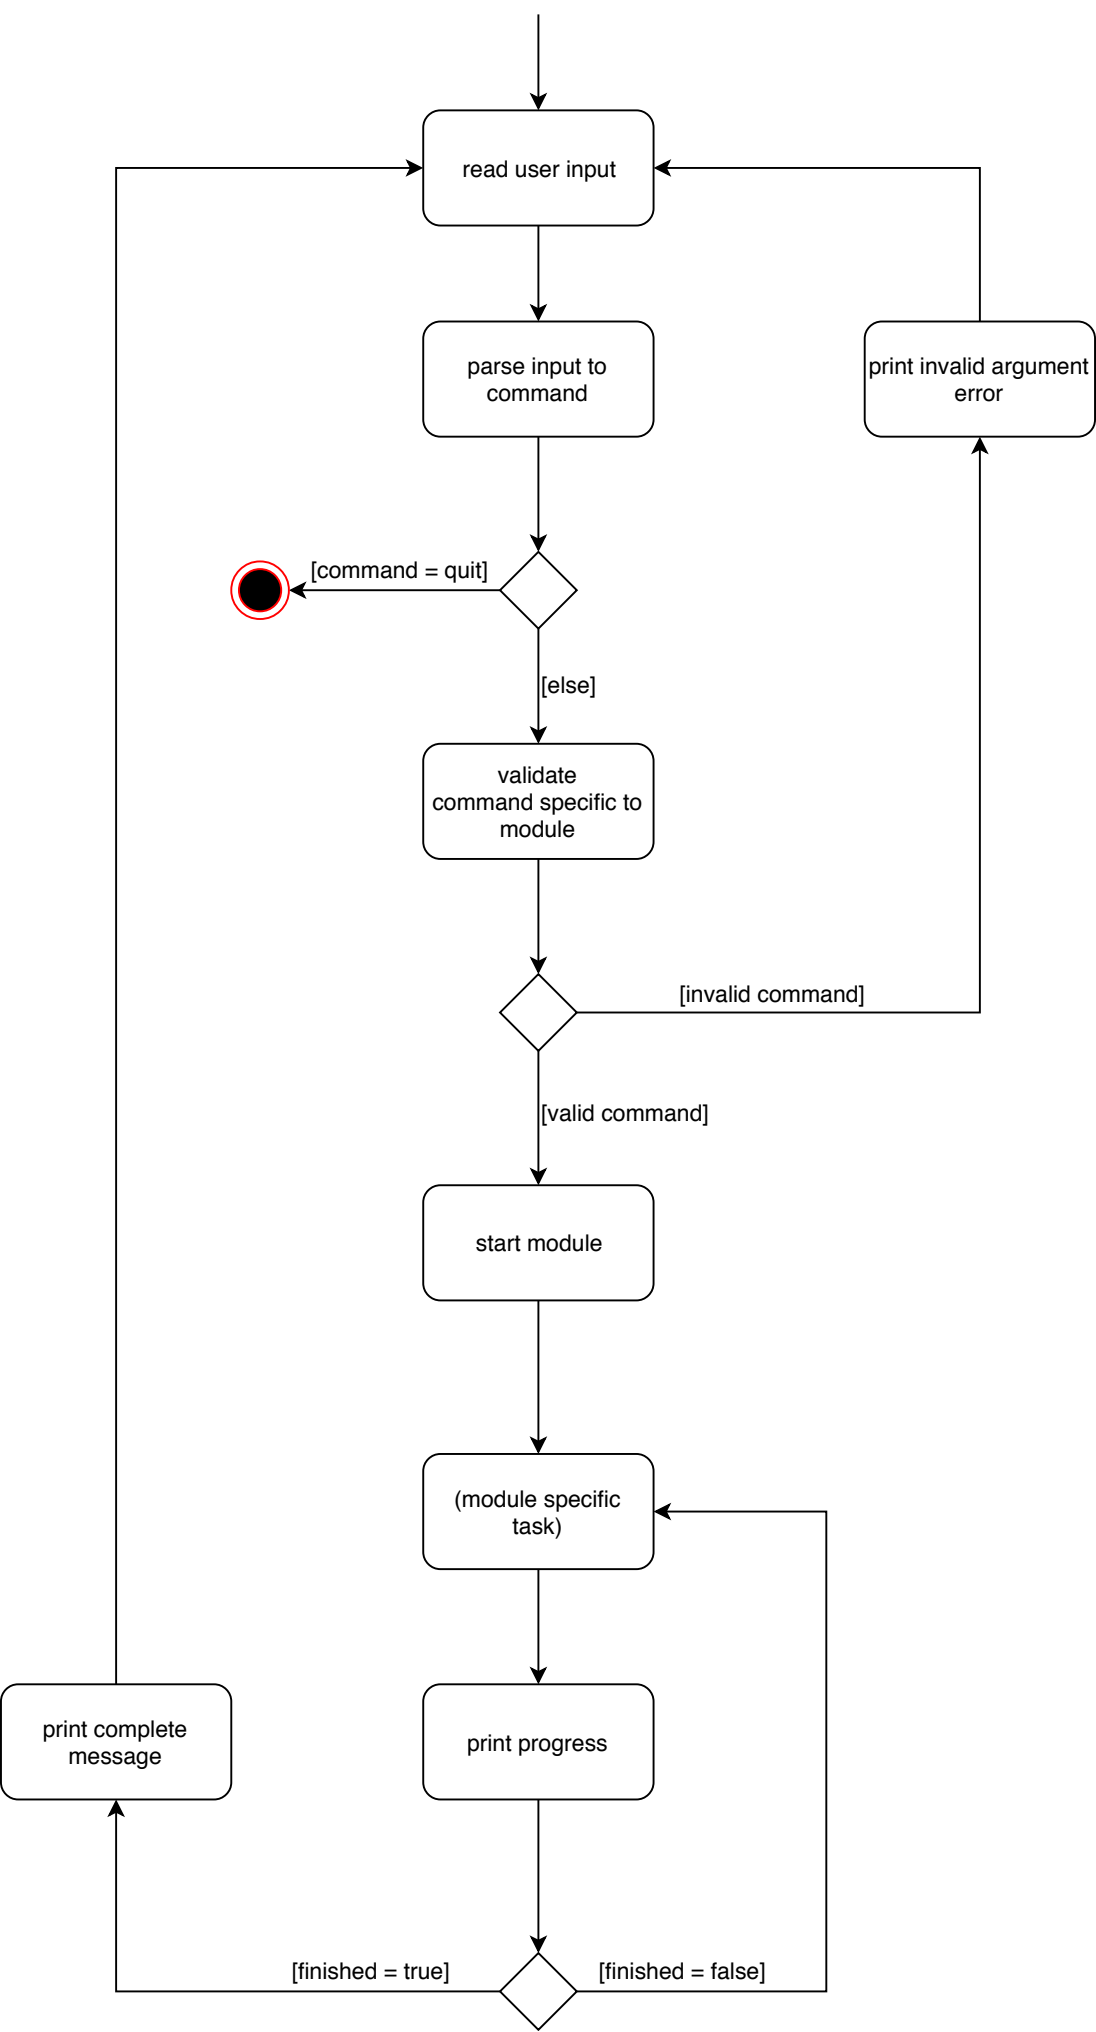 read user input
parse input to
command
print invalid argument
error
[command = quit]
[else]
validate
command specific to
module
[invalid command]
[valid command]
start module
(module specific
task)
print complete
message
print progress
[finished = true]
[finished = false]